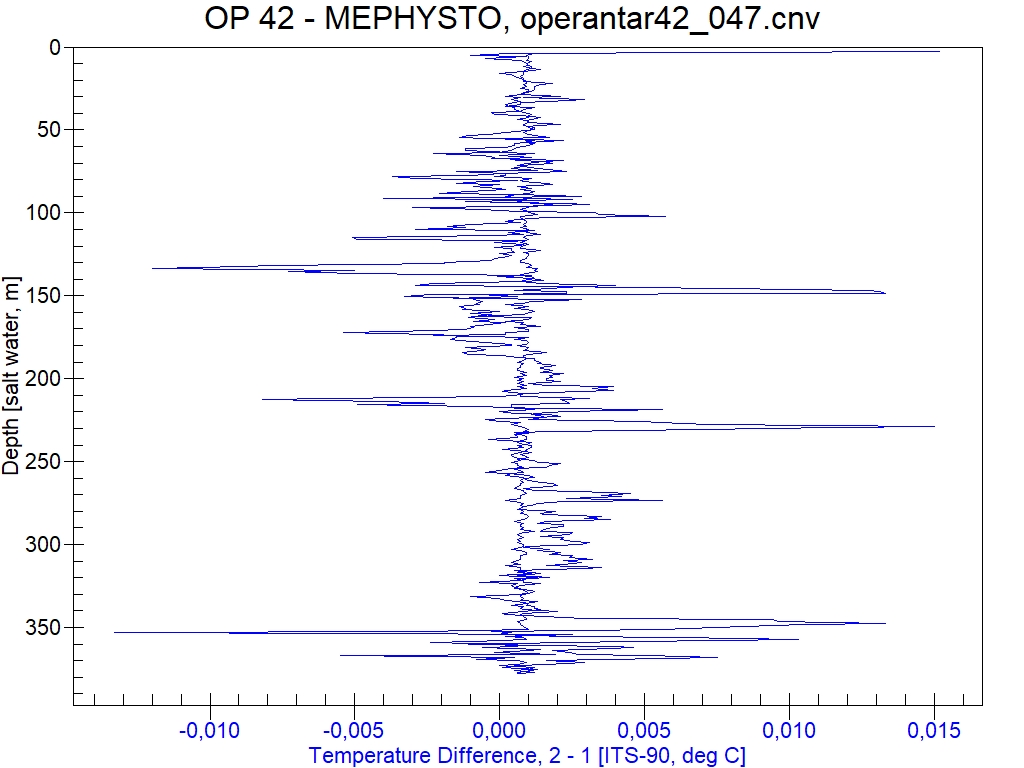 OP 42 - MEPHYSTO, operantar42_047.cnv
0
50
100
150
200
250
300
350
Depth [salt water, m]
-0,010 -0,005 0,000 0,005 0,010 0,015
Temperature Difference, 2 - 1 [ITS-90, deg C]